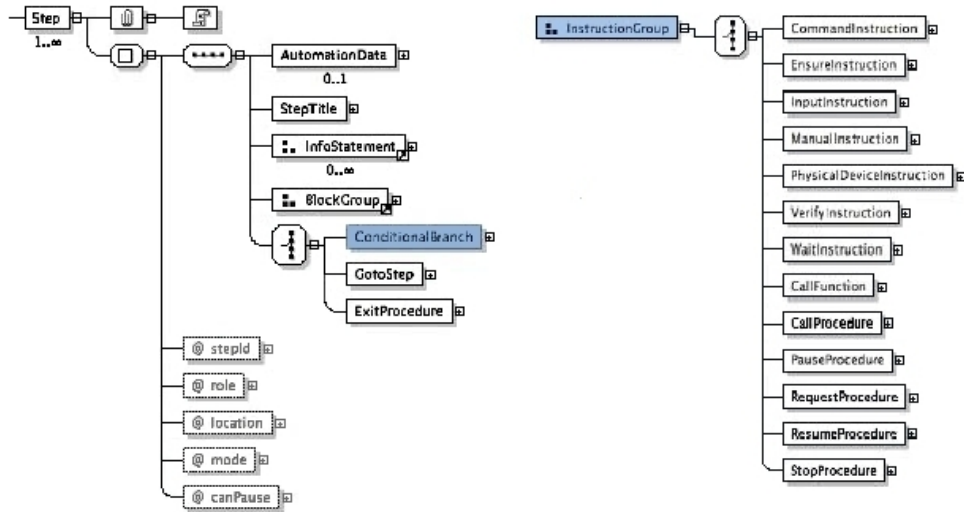 Step
1..∞
AutomationData
0..1
StepTitle
InfoStatement
0..∞
BlockGroup
ConditionalBranch
GotoStep
ExitProcedure
@ stepId
@ role
@ location
@ mode
@ canPause
InstructionGroup
CommandInstruction
EnsureInstruction
InputInstruction
ManualInstruction
PhysicalDeviceInstruction
VerifyInstruction
WaitInstruction
CallFunction
CallProcedure
PauseProcedure
RequestProcedure
ResumeProcedure
StopProcedure